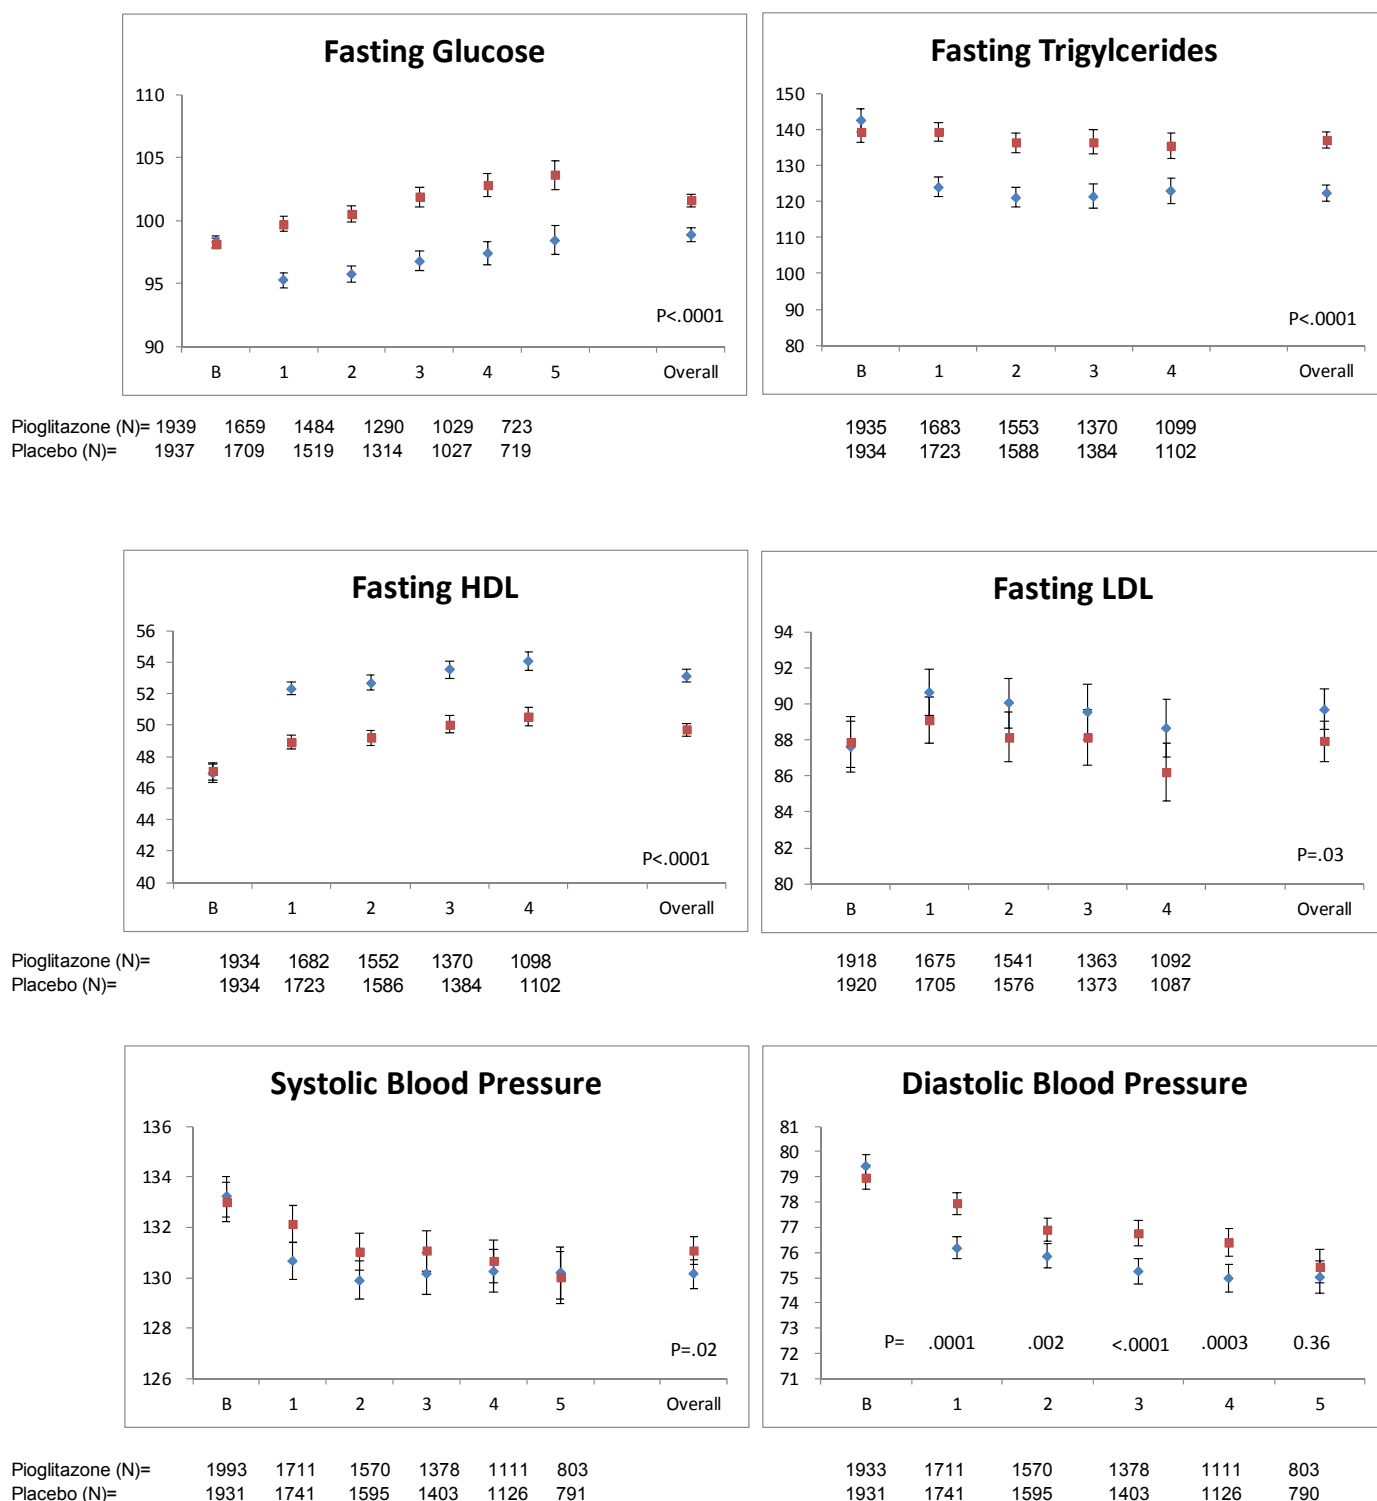 Fasting Glucose
110
105
100
95
90
P<.0001
B 1 2 3 4 5 Overall
Pioglitazone (N)= 1939 1659 1484 1290 1029 723
Placebo (N)= 1937 1709 1519 1314 1027 719
Fasting Trigylcerides
150
140
130
120
110
100
90
80
P<.0001
B 1 2 3 4 Overall
1935 1683 1553 1370 1099
1934 1723 1588 1384 1102
Fasting HDL
56
54
52
50
48
46
44
42
40
P<.0001
B 1 2 3 4 Overall
Pioglitazone (N)= 1934 1682 1552 1370 1098
Placebo (N)= 1934 1723 1586 1384 1102
Fasting LDL
94
92
90
88
86
84
82
80
P=.03
B 1 2 3 4 Overall
1918 1675 1541 1363 1092
1920 1705 1576 1373 1087
Systolic Blood Pressure
136
134
132
130
128
126
P=.02
B 1 2 3 4 5 Overall
Pioglitazone (N)= 1993 1711 1570 1378 1111 803
Placebo (N)= 1931 1741 1595 1403 1126 791
Diastolic Blood Pressure
81
80
79
78
77
76
75
74
73
72
71
P= .0001 .002 <.0001 .0003 0.36
B 1 2 3 4 5
1933 1711 1570 1378 1111 803
1931 1741 1595 1403 1126 790